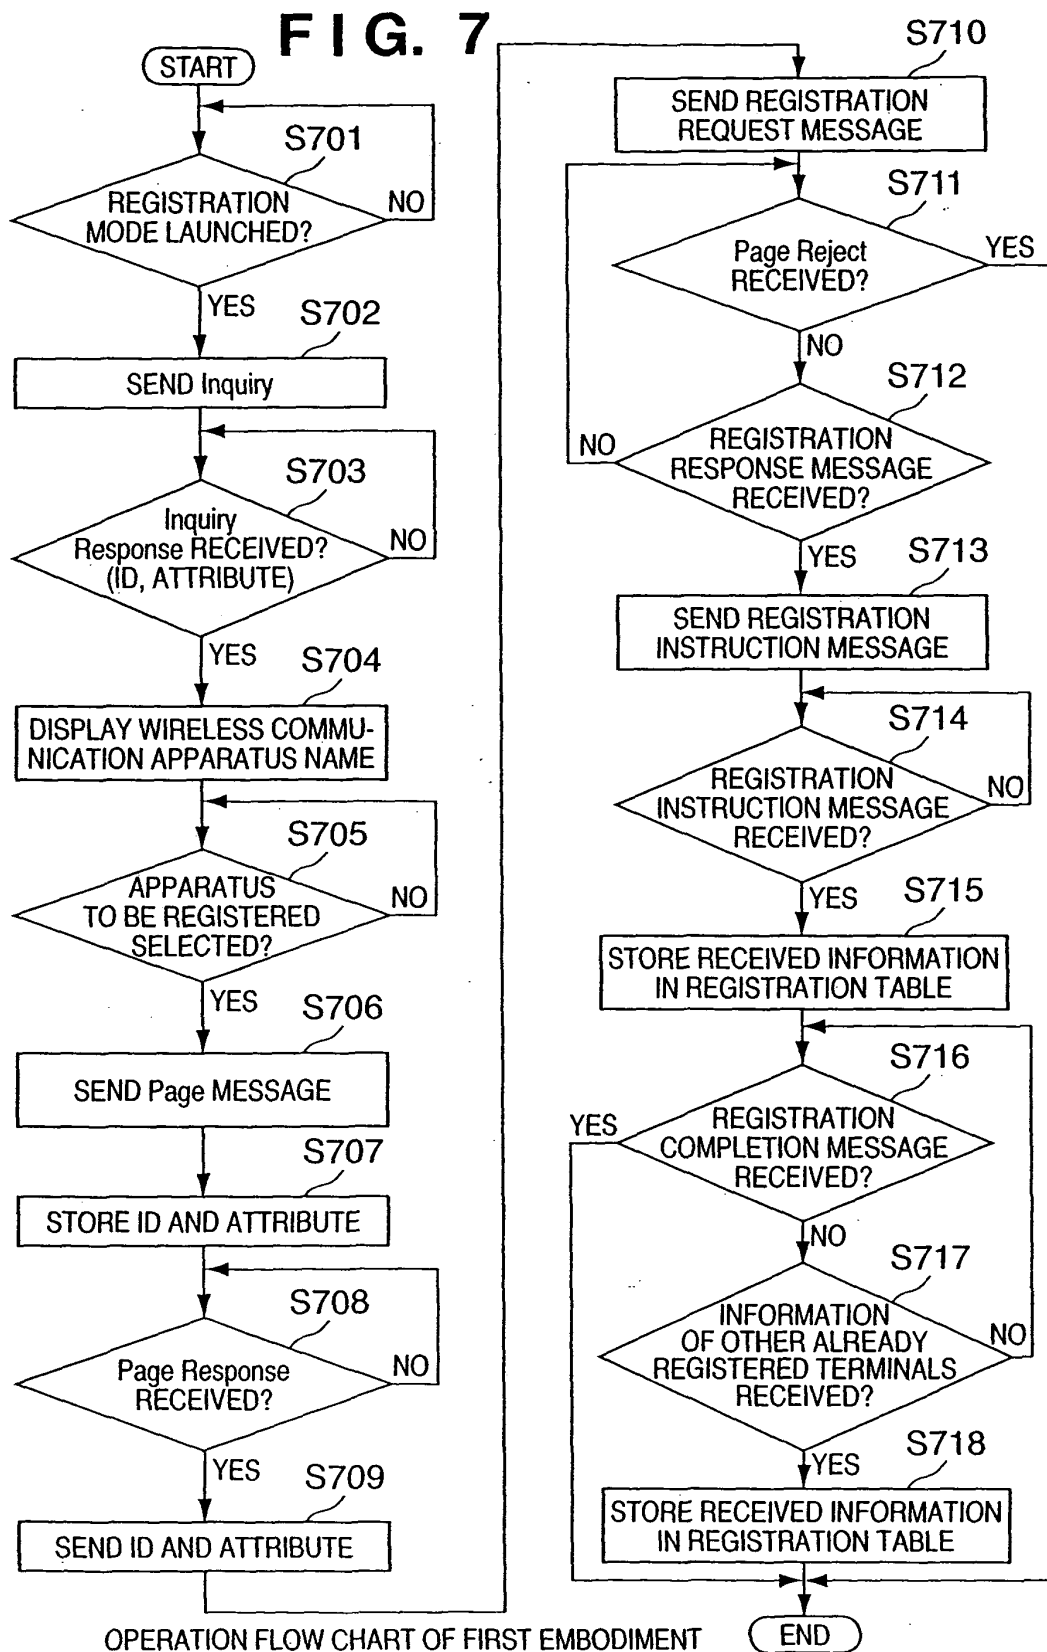 FIG. 7
START
S701
REGISTRATION
MODE LAUNCHED?
NO
YES
S702
SEND Inquiry
S703
Inquiry
Response RECEIVED?
(ID, ATTRIBUTE)
NO
YES
S704
DISPLAY WIRELESS COMMU-
NICATION APPARATUS NAME
S705
APPARATUS
TO BE REGISTERED
SELECTED?
NO
YES
S706
SEND Page MESSAGE
S707
STORE ID AND ATTRIBUTE
S708
Page Response
RECEIVED?
NO
YES
S709
SEND ID AND ATTRIBUTE
S710
SEND REGISTRATION
REQUEST MESSAGE
S711
Page Reject
RECEIVED?
YES
NO
S712
REGISTRATION
RESPONSE MESSAGE
RECEIVED?
NO
YES
S713
SEND REGISTRATION
INSTRUCTION MESSAGE
S714
REGISTRATION
INSTRUCTION MESSAGE
RECEIVED?
NO
YES
S715
STORE RECEIVED INFORMATION
IN REGISTRATION TABLE
S716
REGISTRATION
COMPLETION MESSAGE
RECEIVED?
YES
NO
S717
INFORMATION
OF OTHER ALREADY
REGISTERED TERMINALS
RECEIVED?
NO
YES
S718
STORE RECEIVED INFORMATION
IN REGISTRATION TABLE
END
OPERATION FLOW CHART OF FIRST EMBODIMENT